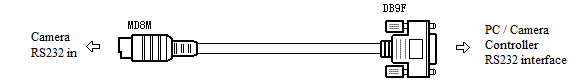 DB9F
MD8M
Camera
RS232 in
PC / Camera
Controller
RS232 interface